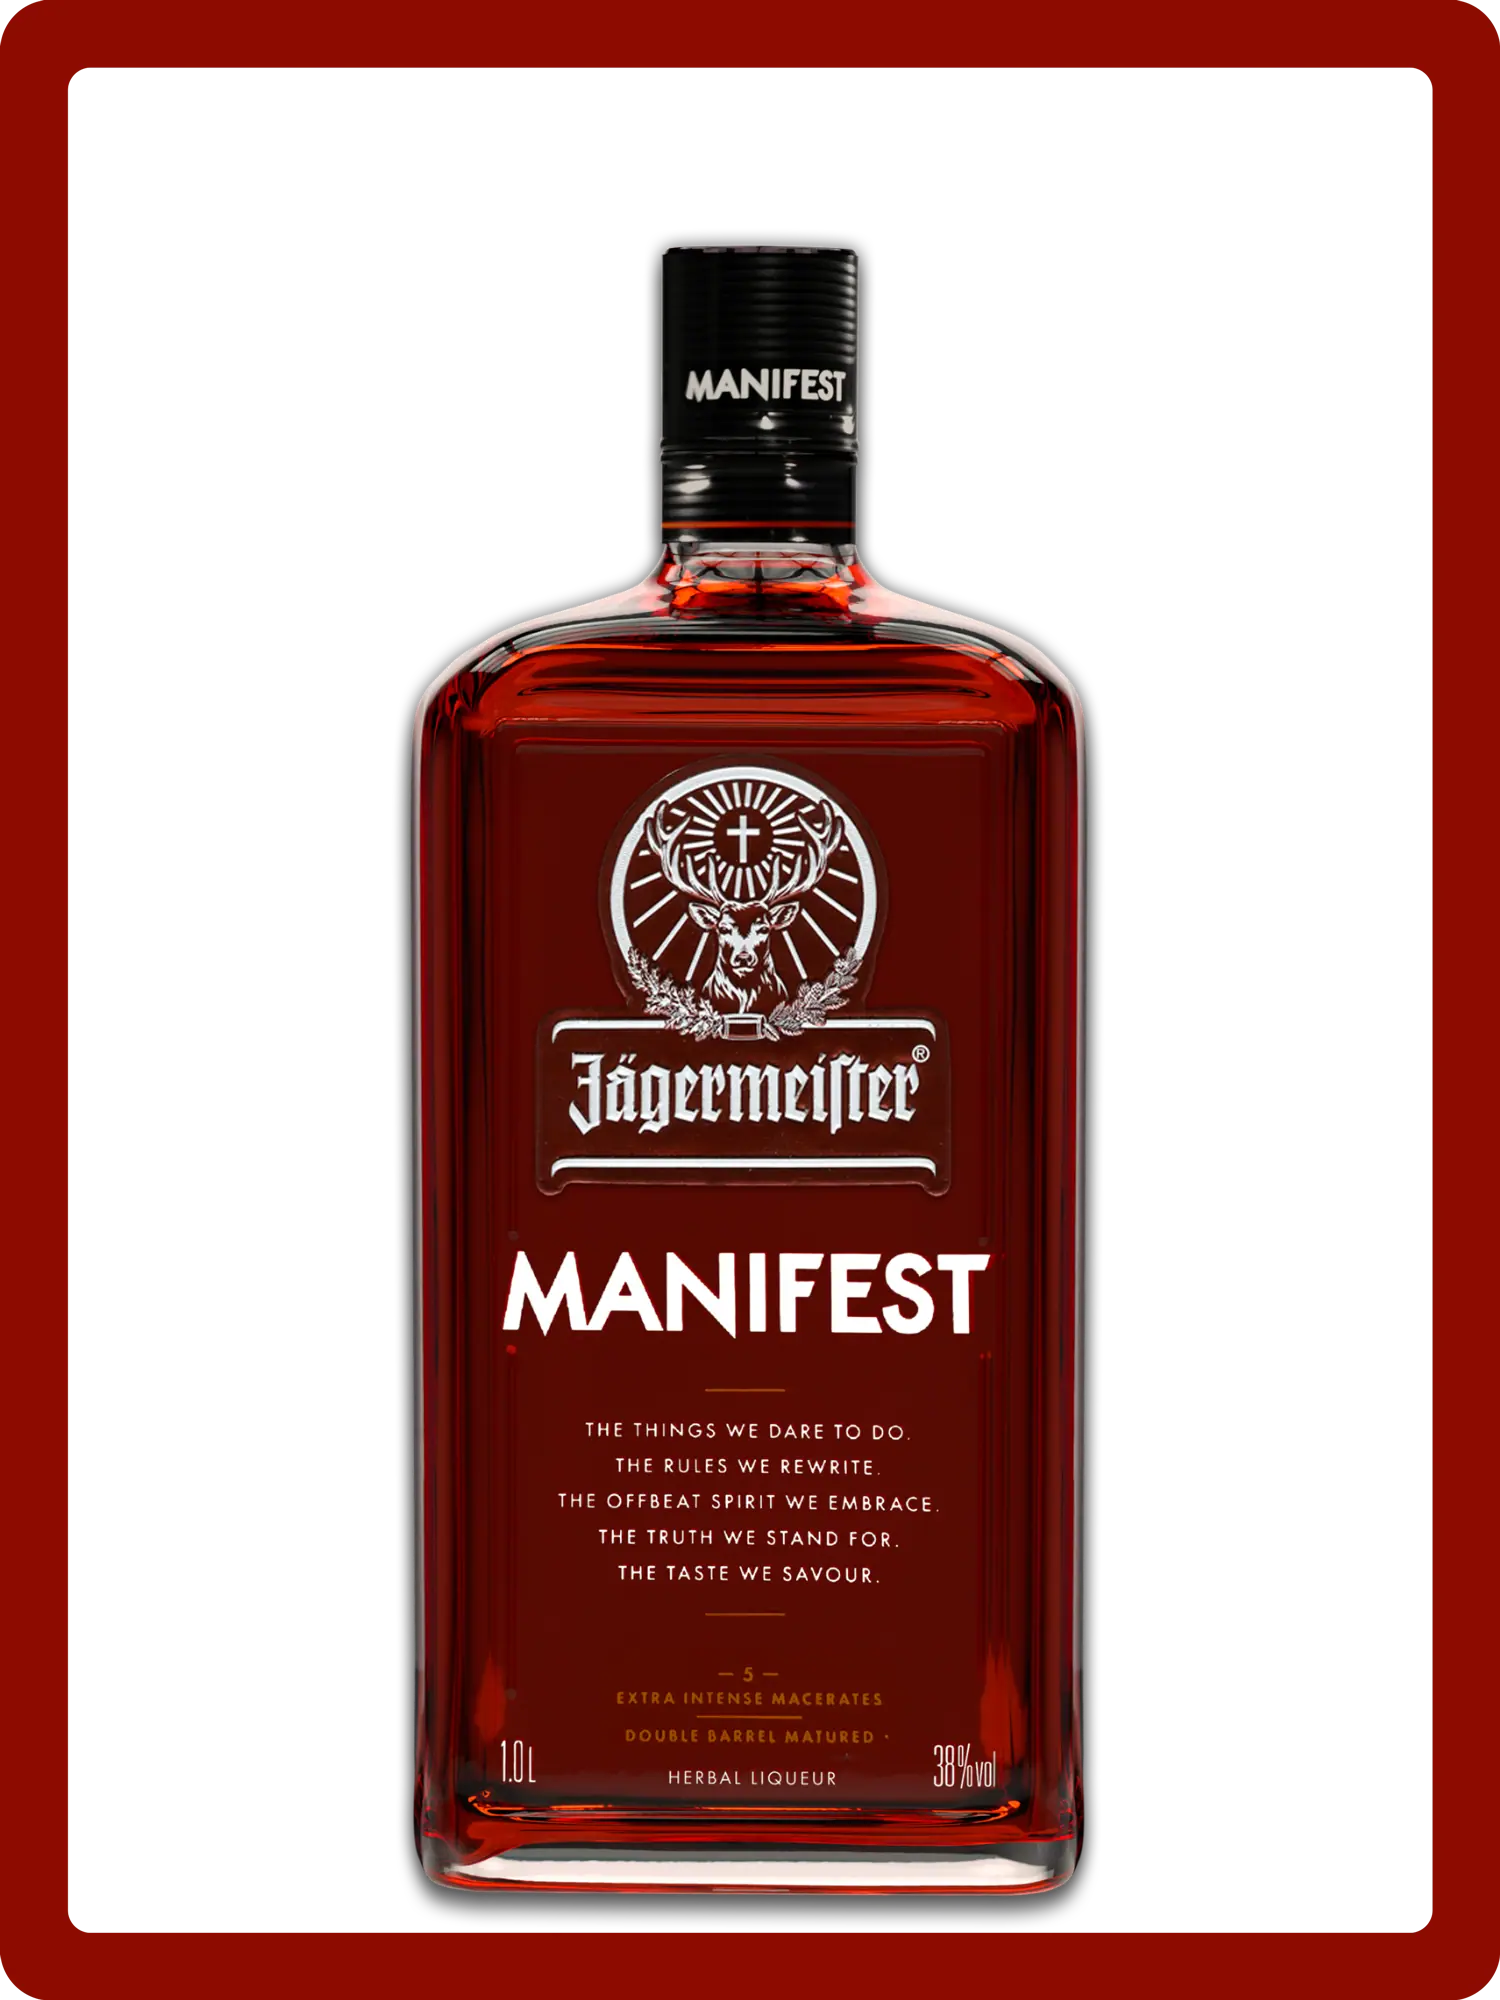 MANIFEST
Jägermeiſter®
MANIFEST
THE THINGS WE DARE TO DO.
THE RULES WE REWRITE.
THE OFFBEAT SPIRIT WE EMBRACE.
THE TRUTH WE STAND FOR.
THE TASTE WE SAVOUR.
— 5 —
EXTRA INTENSE MACERATES
DOUBLE BARREL MATURED ·
1.0 L
HERBAL LIQUEUR
38%vol